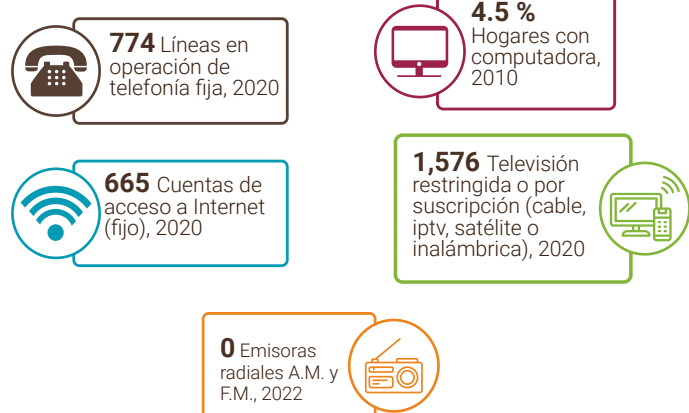 774 Líneas en
operación de
telefonía fija, 2020
4.5 %
Hogares con
computadora,
2010
665 Cuentas de
acceso a Internet
(fijo), 2020
1,576 Televisión
restringida o por
suscripción (cable,
iptv, satélite o
inalámbrica), 2020
0 Emisoras
radiales A.M. y
F.M., 2022